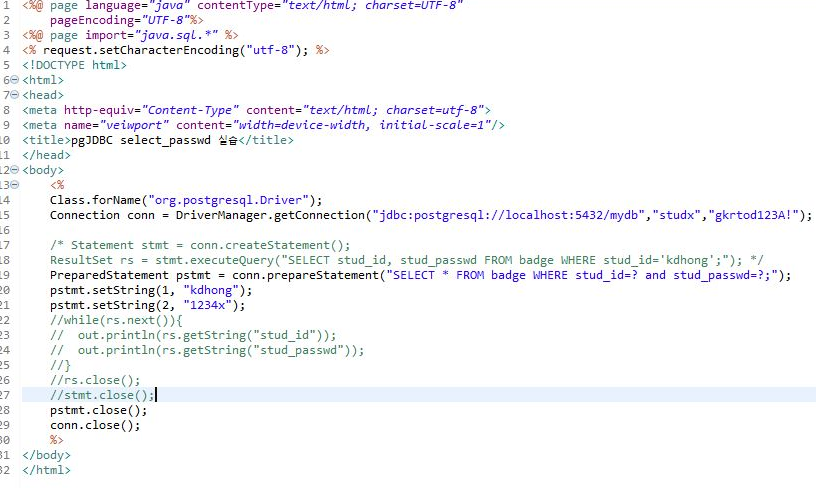 1 <%@ page language="java" contentType="text/html; charset=UTF-8"
2 pageEncoding="UTF-8"%>
3 <%@ page import="java.sql.*" %>
4 <% request.setCharacterEncoding("utf-8"); %>
5 <!DOCTYPE html>
6 <html>
7 <head>
8 <meta http-equiv="Content-Type" content="text/html; charset=utf-8">
9 <meta name="veiwport" content="width=device-width, initial-scale=1"/>
10 <title>pgJDBC select_passwd 실습</title>
11 </head>
12 <body>
13 <%
14 Class.forName("org.postgresql.Driver");
15 Connection conn = DriverManager.getConnection("jdbc:postgresql://localhost:5432/mydb","studx","gkrtod123A!");
16
17 /* Statement stmt = conn.createStatement();
18 ResultSet rs = stmt.executeQuery("SELECT stud_id, stud_passwd FROM badge WHERE stud_id='kdhong';"); */
19 PreparedStatement pstmt = conn.prepareStatement("SELECT * FROM badge WHERE stud_id=? and stud_passwd=?;");
20 pstmt.setString(1, "kdhong");
21 pstmt.setString(2, "1234x");
22 //while(rs.next()){
23 // out.println(rs.getString("stud_id"));
24 // out.println(rs.getString("stud_passwd"));
25 //}
26 //rs.close();
27 //stmt.close();
28 pstmt.close();
29 conn.close();
30 %>
31 </body>
32 </html>